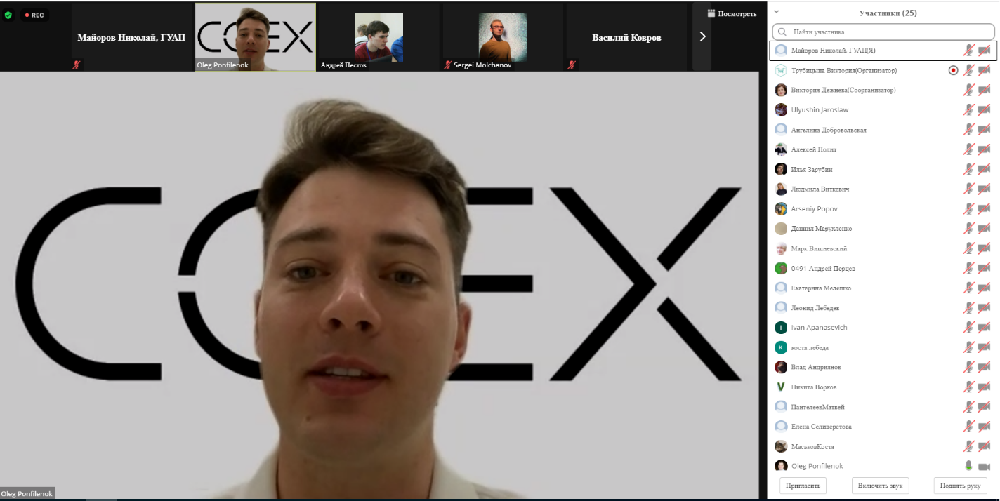 REC
Майоров Николай, ГУАП
COEX
Oleg Ponfilenok
Андрей Пестов
Sergei Molchanov
Василий Ковров
Посмотреть
COEX
Oleg Ponfilenok
Участники (25)
Найти участника
Майоров Николай, ГУАП(Я)
Трубицына Виктория(Организатор)
Виктория Дежнёва(Соорганизатор)
Ulyushin Jaroslaw
Ангелина Добровольская
Алексей Полит
Илья Зарубин
Людмила Виткевич
Arseniy Popov
Даниил Марухленко
Марк Вишневский
0491 Андрей Перцев
Екатерина Мелешко
Леонид Лебедев
I Ivan Apanasevich
К костя лебеда
Влад Андриянов
V Никита Ворков
ПантелеевМатвей
Елена Селиверстова
МаськовКостя
Oleg Ponfilenok
Пригласить
Включить звук
Поднять руку